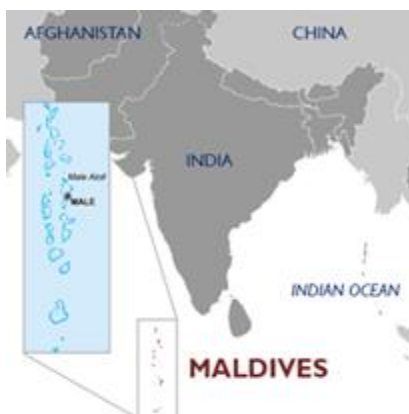 AFGHANISTAN
CHINA
Male Atoll
MALE
INDIA
INDIAN OCEAN
MALDIVES